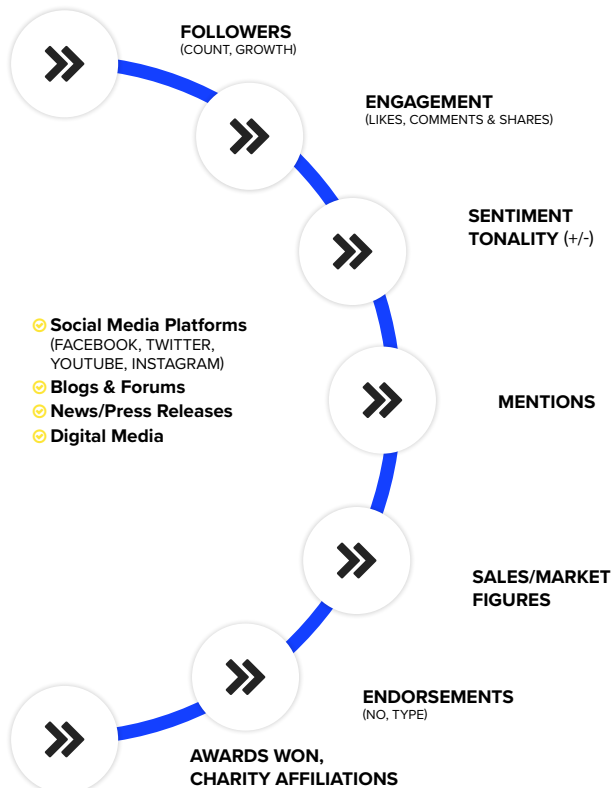 FOLLOWERS
(COUNT, GROWTH)
ENGAGEMENT
(LIKES, COMMENTS & SHARES)
SENTIMENT
TONALITY (+/-)
Social Media Platforms
(FACEBOOK, TWITTER,
YOUTUBE, INSTAGRAM)
Blogs & Forums
News/Press Releases
Digital Media
MENTIONS
SALES/MARKET
FIGURES
ENDORSEMENTS
(NO, TYPE)
AWARDS WON,
CHARITY AFFILIATIONS